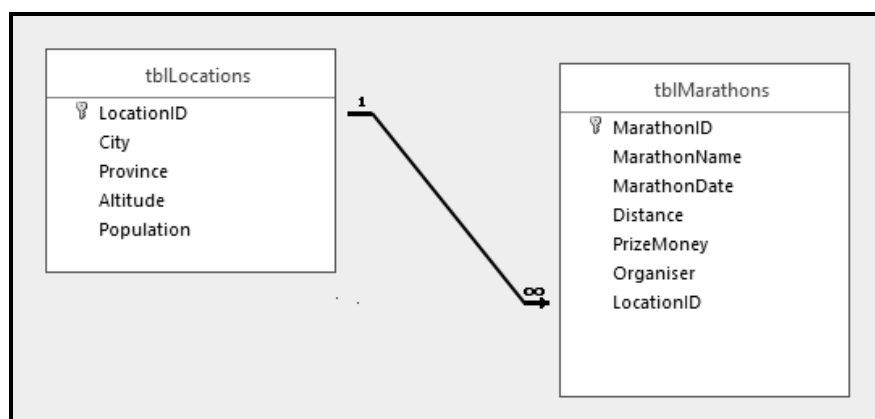 tblLocations
LocationID
City
Province
Altitude
Population
1
∞
tblMarathons
MarathonID
MarathonName
MarathonDate
Distance
PrizeMoney
Organiser
LocationID